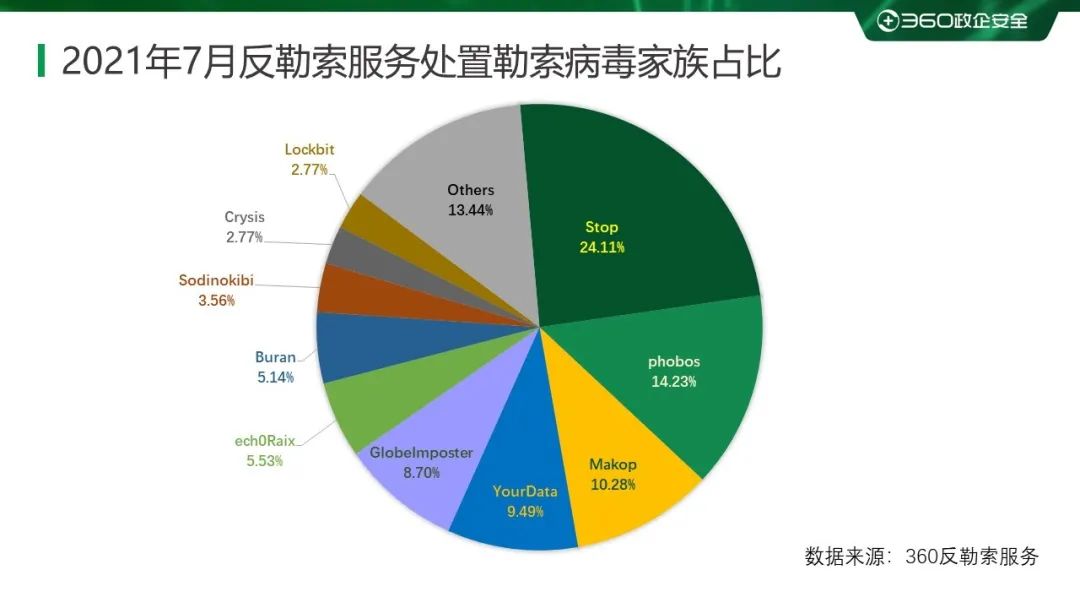 360政企安全
2021年7月反勒索服务处置勒索病毒家族占比
Stop
24.11%
phobos
14.23%
Makop
10.28%
YourData
9.49%
GlobeImposter
8.70%
ech0Raix
5.53%
Buran
5.14%
Sodinokibi
3.56%
Crysis
2.77%
Lockbit
2.77%
Others
13.44%
数据来源：360反勒索服务